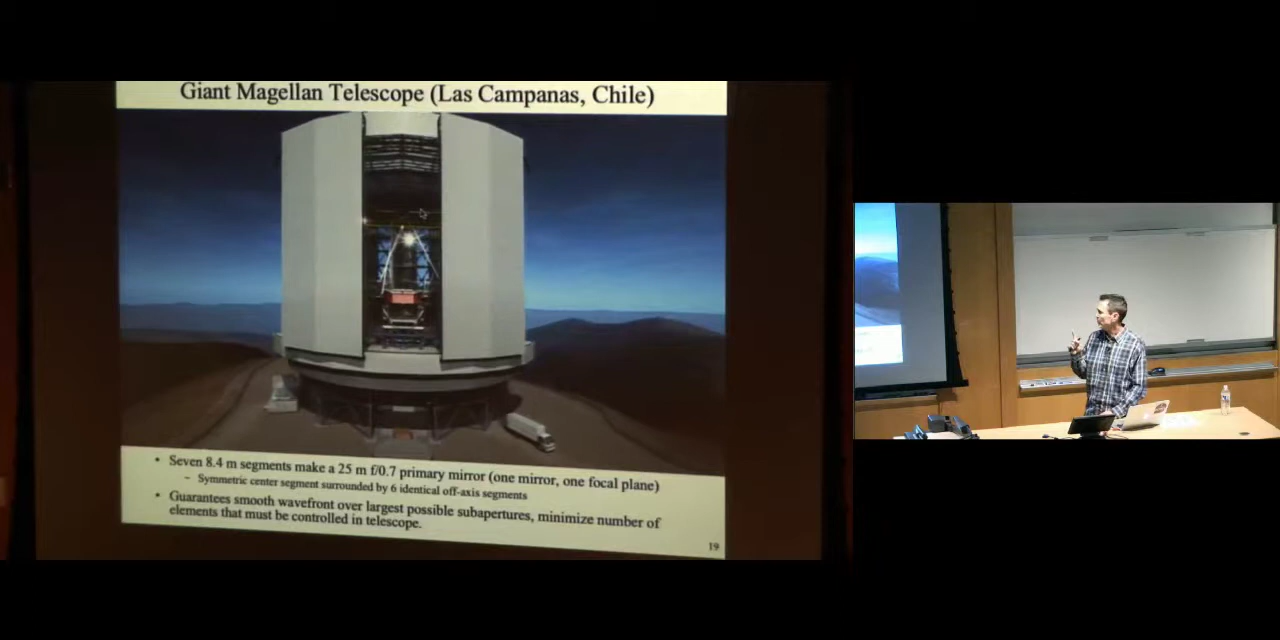 Giant Magellan Telescope (Las Campanas, Chile)
• Seven 8.4 m segments make a 25 m f/0.7 primary mirror (one mirror, one focal plane)
– Symmetric center segment surrounded by 6 identical off-axis segments
• Guarantees smooth wavefront over largest possible subapertures, minimize number of
elements that must be controlled in telescope.
19